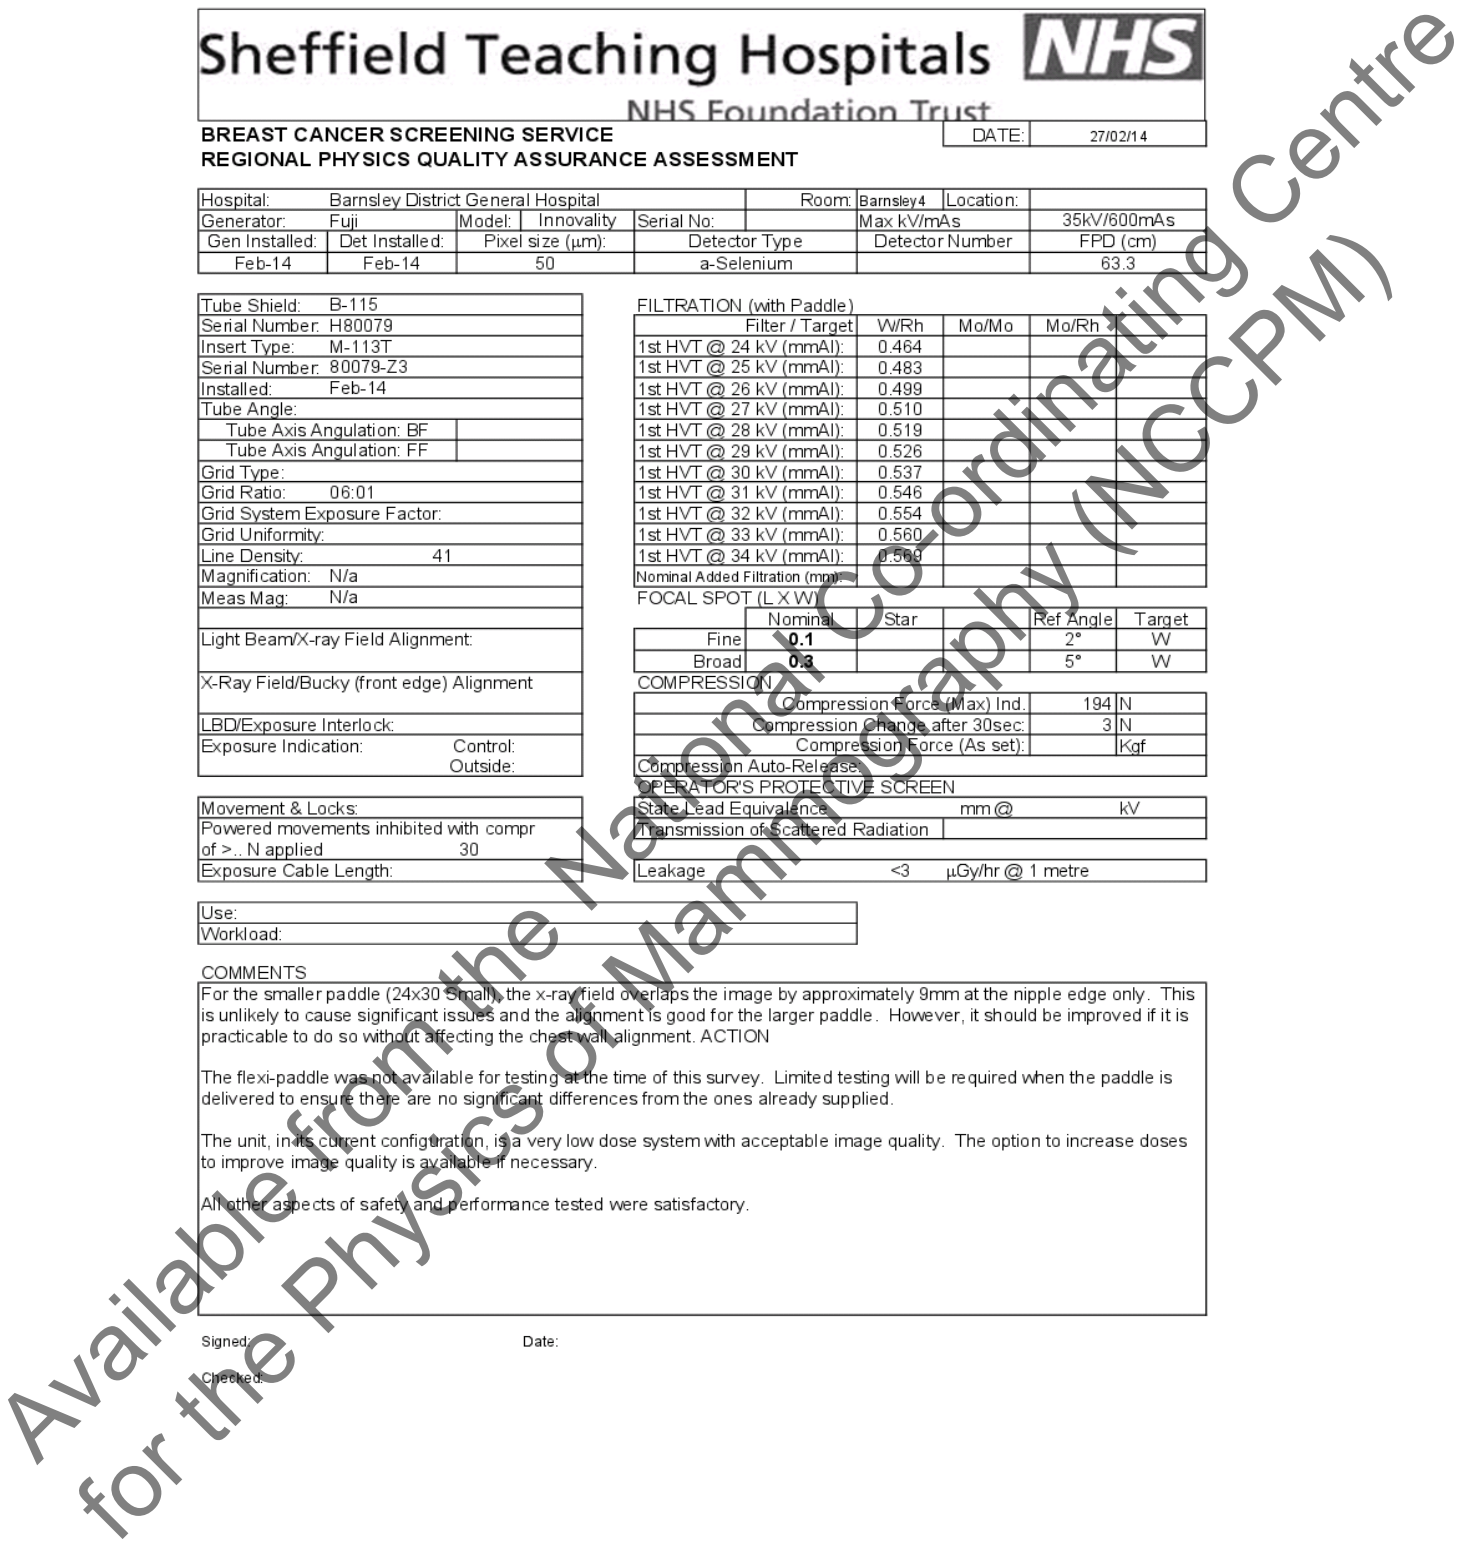 Sheffield Teaching Hospitals NHS
NHS Foundation Trust
BREAST CANCER SCREENING SERVICE DATE: 27/02/14
REGIONAL PHYSICS QUALITY ASSURANCE ASSESSMENT
Hospital: Barnsley District General Hospital Room: Barnsley4 Location:
Generator: Fuji Model: Innovality Serial No: Max kV/mAs 35kV/600mAs
Gen Installed: Det Installed: Pixel size (µm): Detector Type Detector Number FPD (cm)
Feb-14 Feb-14 50 a-Selenium 63.3
Tube Shield: B-115
Serial Number: H80079
Insert Type: M-113T
Serial Number: 80079-Z3
Installed: Feb-14
Tube Angle:
Tube Axis Angulation: BF
Tube Axis Angulation: FF
Grid Type:
Grid Ratio: 06:01
Grid System Exposure Factor:
Grid Uniformity:
Line Density: 41
Magnification: N/a
Meas Mag: N/a
Light Beam/X-ray Field Alignment:
X-Ray Field/Bucky (front edge) Alignment
LBD/Exposure Interlock:
Exposure Indication: Control:
Outside:
Movement & Locks:
Powered movements inhibited with compr
of >.. N applied 30
Exposure Cable Length:
FILTRATION (with Paddle)
Filter / Target W/Rh Mo/Mo Mo/Rh
1st HVT @ 24 kV (mmAl): 0.464
1st HVT @ 25 kV (mmAl): 0.483
1st HVT @ 26 kV (mmAl): 0.499
1st HVT @ 27 kV (mmAl): 0.510
1st HVT @ 28 kV (mmAl): 0.519
1st HVT @ 29 kV (mmAl): 0.526
1st HVT @ 30 kV (mmAl): 0.537
1st HVT @ 31 kV (mmAl): 0.546
1st HVT @ 32 kV (mmAl): 0.554
1st HVT @ 33 kV (mmAl): 0.560
1st HVT @ 34 kV (mmAl): 0.569
Nominal Added Filtration (mm):
FOCAL SPOT (L X W)
Nominal Star Ref Angle Target
Fine 0.1 2° W
Broad 0.3 5° W
COMPRESSION
Compression Force (Max) Ind. 194 N
Compression Change after 30sec: 3 N
Compression Force (As set): Kgf
Compression Auto-Release:
OPERATOR'S PROTECTIVE SCREEN
State Lead Equivalence mm @ kV
Transmission of Scattered Radiation
Leakage <3 µGy/hr @ 1 metre
Use:
Workload:
COMMENTS
For the smaller paddle (24x30 Small), the x-ray field overlaps the image by approximately 9mm at the nipple edge only. This
is unlikely to cause significant issues and the alignment is good for the larger paddle. However, it should be improved if it is
practicable to do so without affecting the chest wall alignment. ACTION
The flexi-paddle was not available for testing at the time of this survey. Limited testing will be required when the paddle is
delivered to ensure there are no significant differences from the ones already supplied.
The unit, in its current configuration, is a very low dose system with acceptable image quality. The option to increase doses
to improve image quality is available if necessary.
All other aspects of safety and performance tested were satisfactory.
Signed: Date:
Checked:
Available from the National Co-ordinating Centre
for the Physics of Mammography (NCCPM)